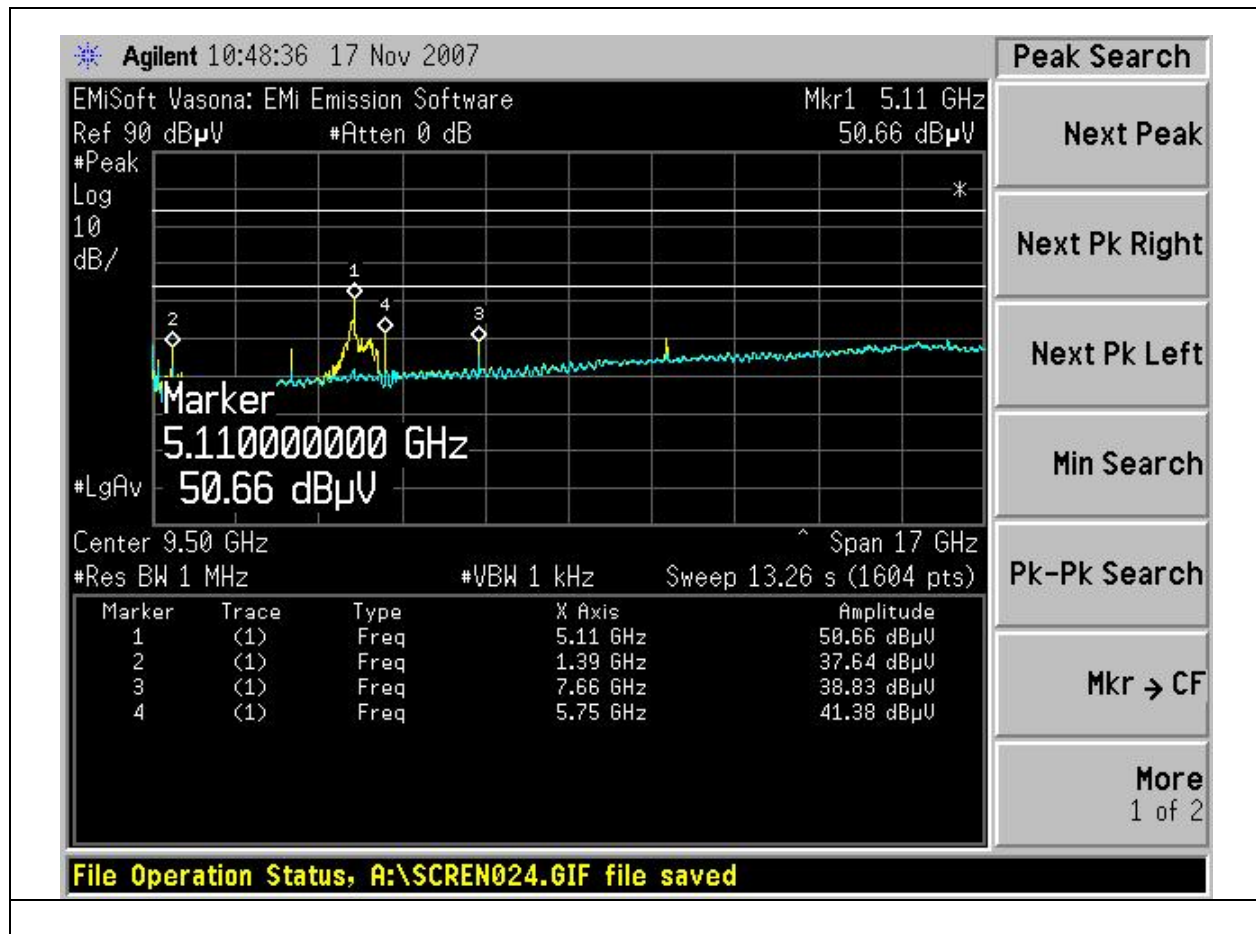 Agilent 10:48:36 17 Nov 2007
Peak Search
EMiSoft Vasona: EMi Emission Software
Mkr1 5.11 GHz
Ref 90 dBµV #Atten 0 dB
50.66 dBµV
#Peak
Log
10
dB/
1
2
3
4
Marker
5.110000000 GHz
50.66 dBµV
#LgAv
Center 9.50 GHz
^ Span 17 GHz
#Res BW 1 MHz #VBW 1 kHz Sweep 13.26 s (1604 pts)
Marker Trace Type X Axis Amplitude
1 (1) Freq 5.11 GHz 50.66 dBµV
2 (1) Freq 1.39 GHz 37.64 dBµV
3 (1) Freq 7.66 GHz 38.83 dBµV
4 (1) Freq 5.75 GHz 41.38 dBµV
Next Peak
Next Pk Right
Next Pk Left
Min Search
Pk-Pk Search
Mkr → CF
More
1 of 2
File Operation Status, A:\SCREN024.GIF file saved